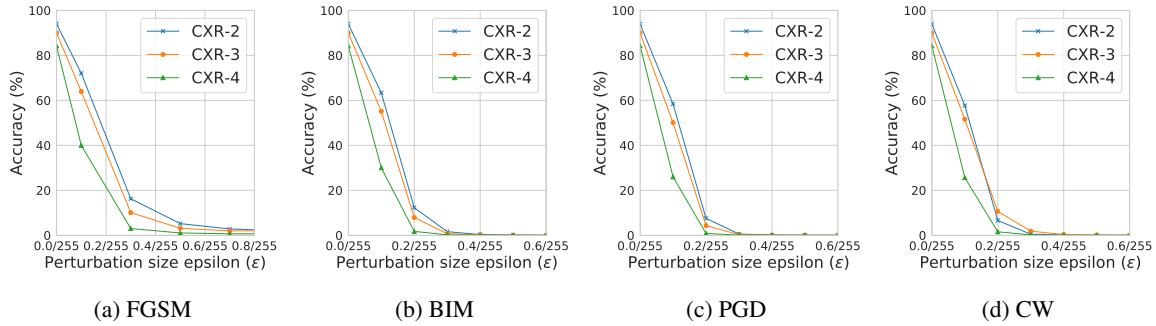 100
80
60
40
20
0
Accuracy (%)
CXR-2
CXR-3
CXR-4
0.0/255 0.2/255 0.4/255 0.6/255 0.8/255
Perturbation size epsilon (ε)
(a) FGSM
100
80
60
40
20
0
Accuracy (%)
CXR-2
CXR-3
CXR-4
0.0/255 0.2/255 0.4/255 0.6/255
Perturbation size epsilon (ε)
(b) BIM
100
80
60
40
20
0
Accuracy (%)
CXR-2
CXR-3
CXR-4
0.0/255 0.2/255 0.4/255 0.6/255
Perturbation size epsilon (ε)
(c) PGD
100
80
60
40
20
0
Accuracy (%)
CXR-2
CXR-3
CXR-4
0.0/255 0.2/255 0.4/255 0.6/255
Perturbation size epsilon (ε)
(d) CW